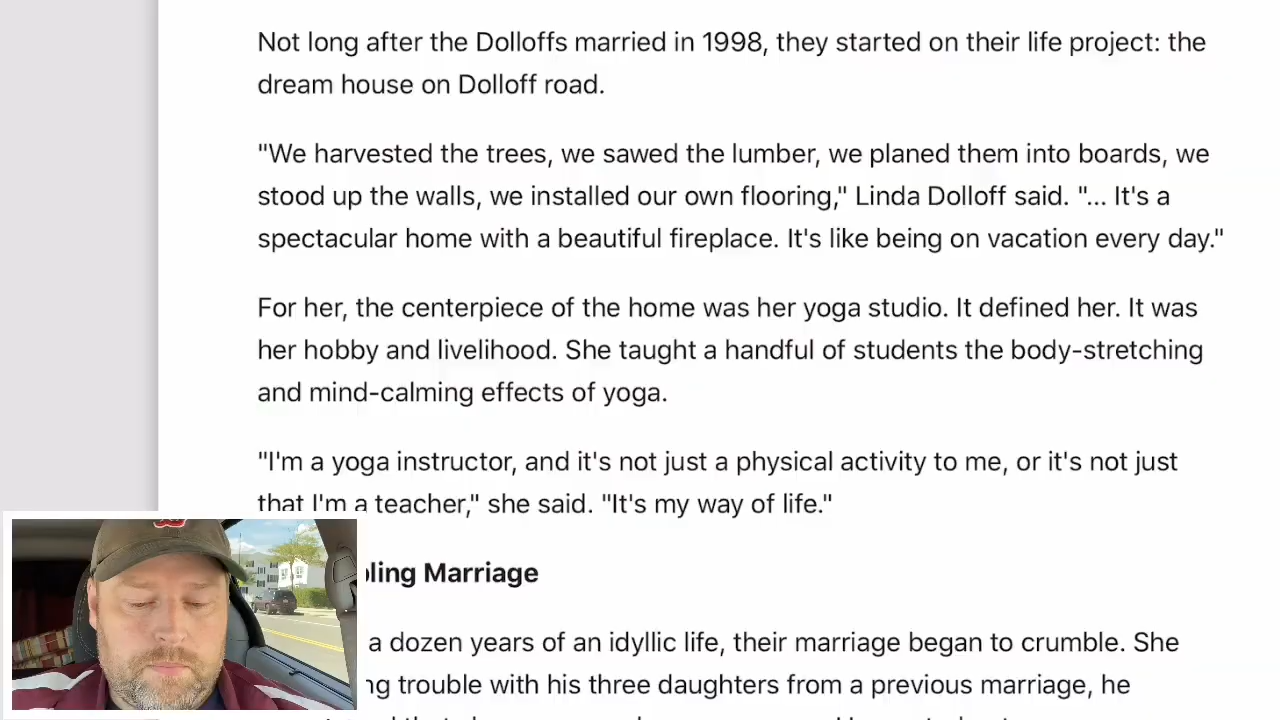 Not long after the Dolloffs married in 1998, they started on their life project: the
dream house on Dolloff road.
"We harvested the trees, we sawed the lumber, we planed them into boards, we
stood up the walls, we installed our own flooring," Linda Dolloff said. "... It's a
spectacular home with a beautiful fireplace. It's like being on vacation every day."
For her, the centerpiece of the home was her yoga studio. It defined her. It was
her hobby and livelihood. She taught a handful of students the body-stretching
and mind-calming effects of yoga.
"I'm a yoga instructor, and it's not just a physical activity to me, or it's not just
that I'm a teacher," she said. "It's my way of life."
bling Marriage
a dozen years of an idyllic life, their marriage began to crumble. She
ng trouble with his three daughters from a previous marriage, he